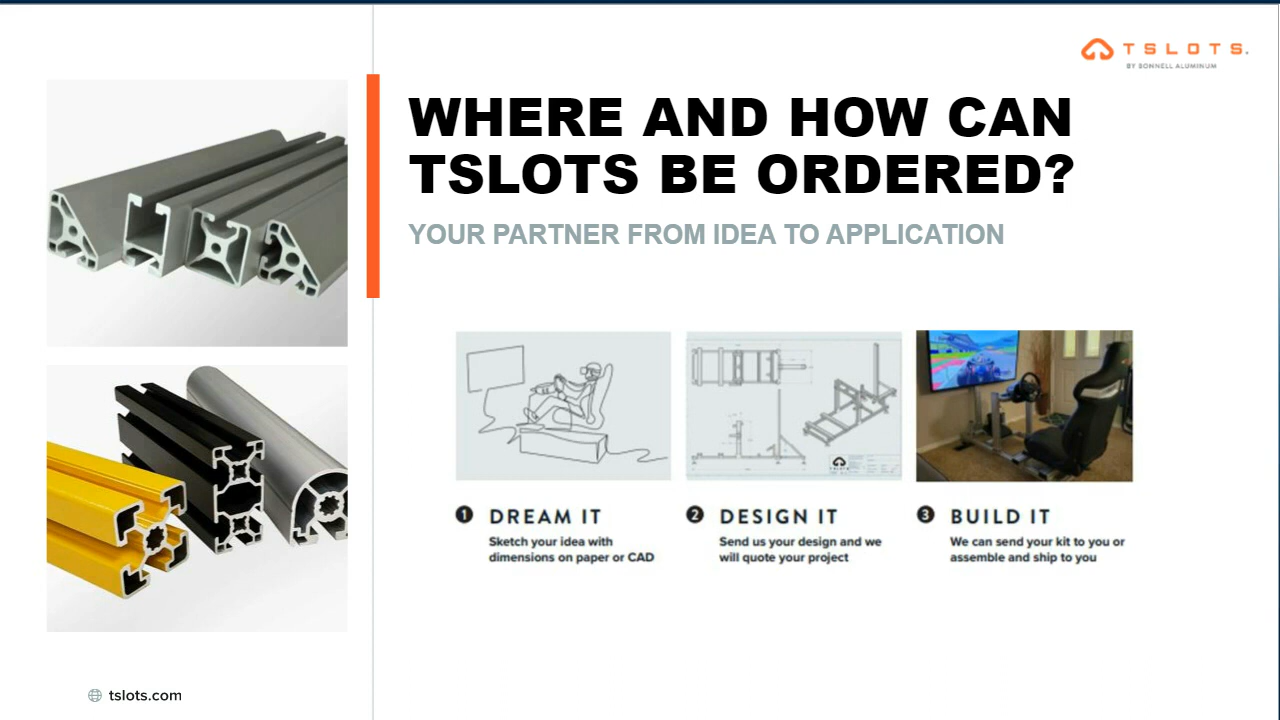 TSLOTS.
BY BONNELL ALUMINUM
WHERE AND HOW CAN
TSLOTS BE ORDERED?
YOUR PARTNER FROM IDEA TO APPLICATION
TSLOTS
1 DREAM IT
Sketch your idea with
dimensions on paper or CAD
2 DESIGN IT
Send us your design and we
will quote your project
3 BUILD IT
We can send your kit to you or
assemble and ship to you
tslots.com